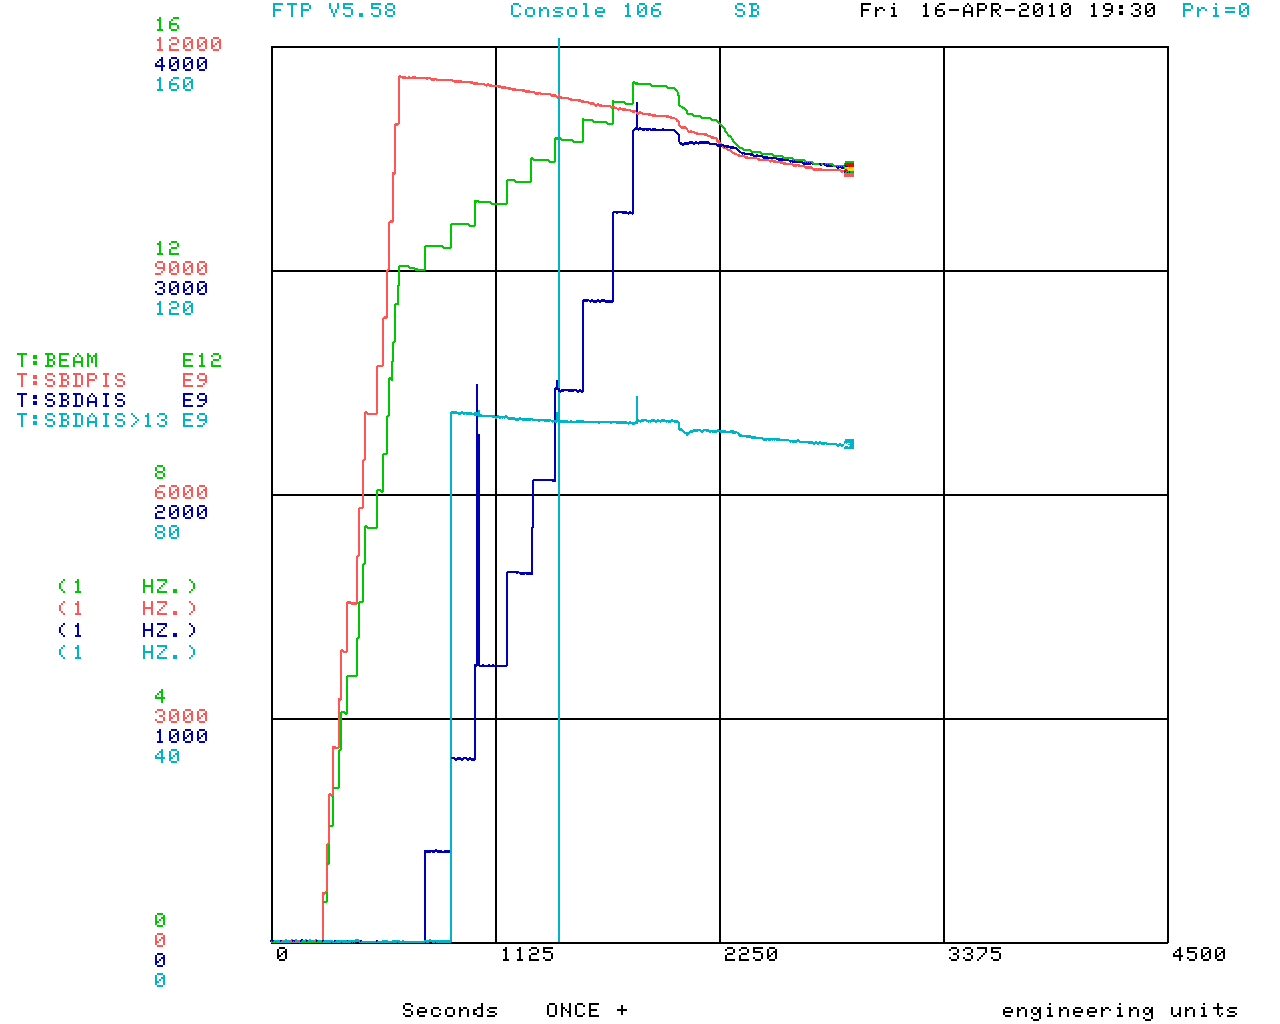 FTP V5.58 Console 106 SB Fri 16-APR-2010 19:30 Pri=0
16
12000
4000
160
12
9000
3000
120
T:BEAM E12
T:SBDPIS E9
T:SBDAIS E9
T:SBDAIS>13 E9
8
6000
2000
80
(1 HZ.)
(1 HZ.)
(1 HZ.)
(1 HZ.)
4
3000
1000
40
0
0
0
0
0 1125 2250 3375 4500
Seconds ONCE + engineering units